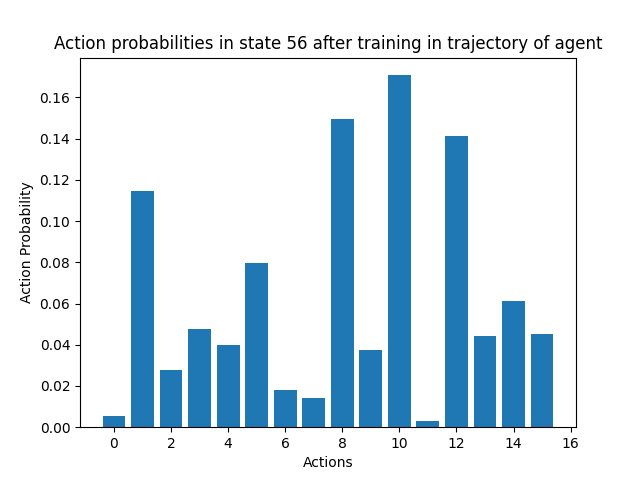 Action probabilities in state 56 after training in trajectory of agent
0.16
0.14
0.12
0.10
0.08
0.06
0.04
0.02
0.00
Action Probability
0 2 4 6 8 10 12 14 16
Actions